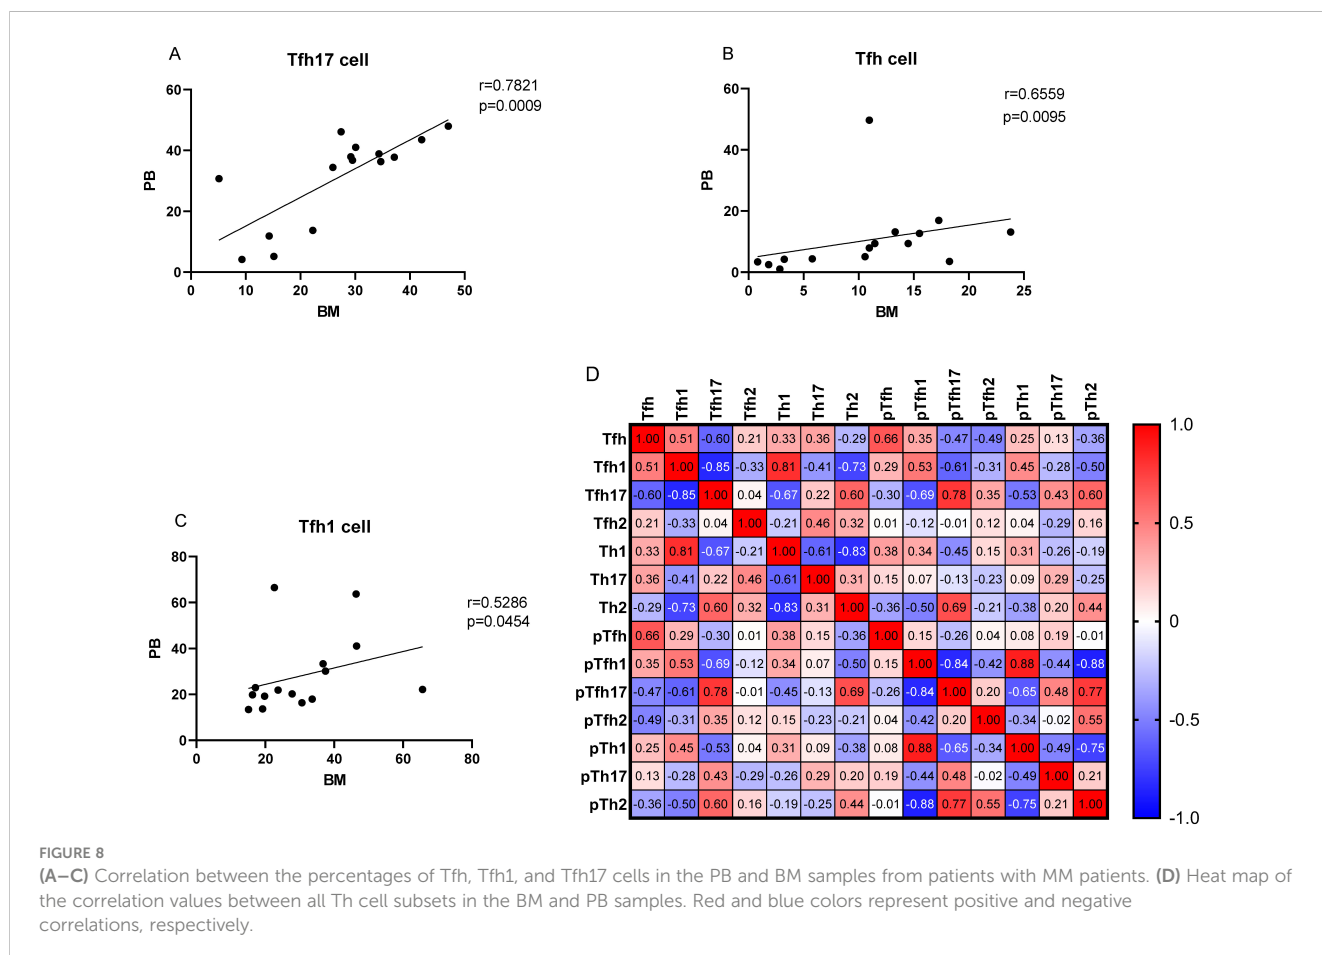 A
Tfh17 cell
r=0.7821
p=0.0009
60
40
20
0
PB
0 10 20 30 40 50
BM
B
Tfh cell
r=0.6559
p=0.0095
60
40
20
0
PB
0 5 10 15 20 25
BM
C
Tfh1 cell
r=0.5286
p=0.0454
80
60
40
20
0
PB
0 20 40 60 80
BM
D
Tfh Tfh1 Tfh17 Tfh2 Th1 Th17 Th2 pTfh pTfh1 pTfh17 pTfh2 pTh1 pTh17 pTh2
Tfh 1.00 0.51 -0.60 0.21 0.33 0.36 -0.29 0.66 0.35 -0.47 -0.49 0.25 0.13 -0.36
Tfh1 0.51 1.00 -0.85 -0.33 0.81 -0.41 -0.73 0.29 0.53 -0.61 -0.31 0.45 -0.28 -0.50
Tfh17 -0.60 -0.85 1.00 0.04 -0.67 0.22 0.60 -0.30 -0.69 0.78 0.35 -0.53 0.43 0.60
Tfh2 0.21 -0.33 0.04 1.00 -0.21 0.46 0.32 0.01 -0.12 -0.01 0.12 0.04 -0.29 0.16
Th1 0.33 0.81 -0.67 -0.21 1.00 -0.61 -0.83 0.38 0.34 -0.45 0.15 0.31 -0.26 -0.19
Th17 0.36 -0.41 0.22 0.46 -0.61 1.00 0.31 0.15 0.07 -0.13 -0.23 0.09 0.29 -0.25
Th2 -0.29 -0.73 0.60 0.32 -0.83 0.31 1.00 -0.36 -0.50 0.69 -0.21 -0.38 0.20 0.44
pTfh 0.66 0.29 -0.30 0.01 0.38 0.15 -0.36 1.00 0.15 -0.26 0.04 0.08 0.19 -0.01
pTfh1 0.35 0.53 -0.69 -0.12 0.34 0.07 -0.50 0.15 1.00 -0.84 -0.42 0.88 -0.44 -0.88
pTfh17 -0.47 -0.61 0.78 -0.01 -0.45 -0.13 0.69 -0.26 -0.84 1.00 0.20 -0.65 0.48 0.77
pTfh2 -0.49 -0.31 0.35 0.12 0.15 -0.23 -0.21 0.04 -0.42 0.20 1.00 -0.34 -0.02 0.55
pTh1 0.25 0.45 -0.53 0.04 0.31 0.09 -0.38 0.08 0.88 -0.65 -0.34 1.00 -0.49 -0.75
pTh17 0.13 -0.28 0.43 -0.29 -0.26 0.29 0.20 0.19 -0.44 0.48 -0.02 -0.49 1.00 0.21
pTh2 -0.36 -0.50 0.60 0.16 -0.19 -0.25 0.44 -0.01 -0.88 0.77 0.55 -0.75 0.21 1.00
1.0
0.5
0
-0.5
-1.0
FIGURE 8
(A–C) Correlation between the percentages of Tfh, Tfh1, and Tfh17 cells in the PB and BM samples from patients with MM patients. (D) Heat map of
the correlation values between all Th cell subsets in the BM and PB samples. Red and blue colors represent positive and negative
correlations, respectively.